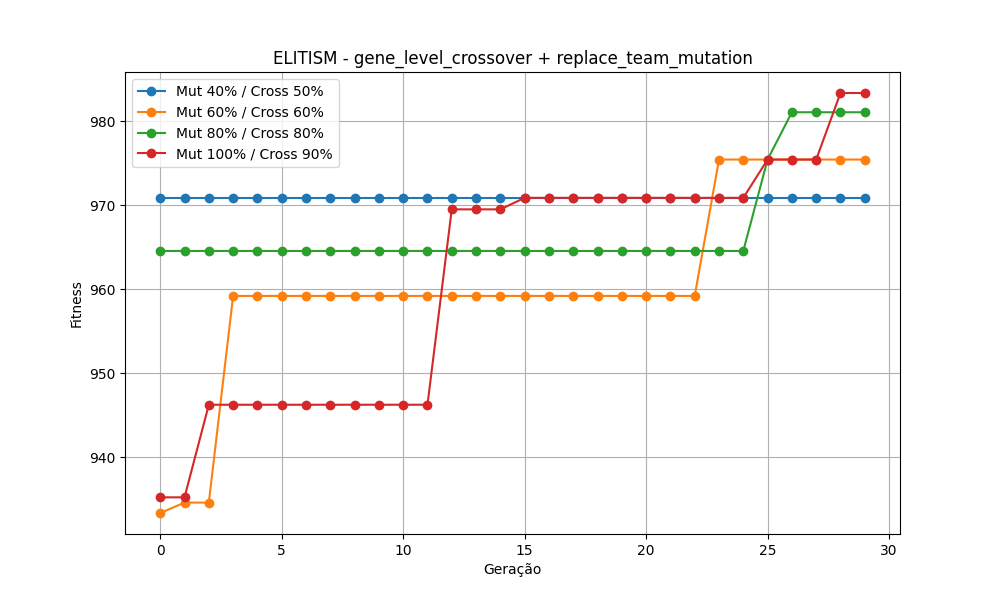 ELITISM - gene_level_crossover + replace_team_mutation
Mut 40% / Cross 50%
Mut 60% / Cross 60%
Mut 80% / Cross 80%
Mut 100% / Cross 90%
Fitness
980
970
960
950
940
0 5 10 15 20 25 30
Geração